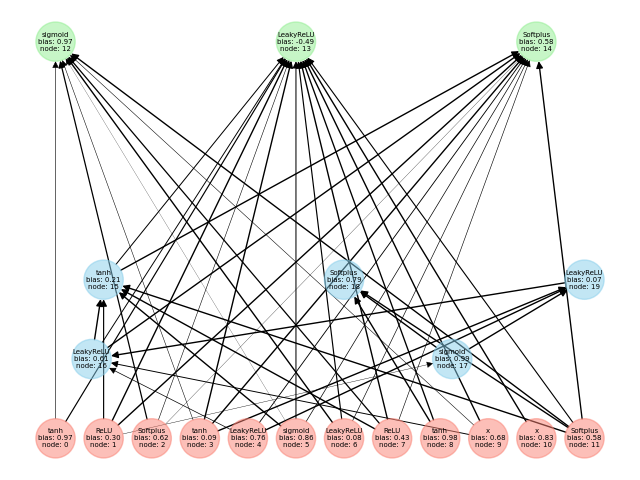 sigmoid
bias: 0.97
node: 12
LeakyReLU
bias: -0.49
node: 13
Softplus
bias: 0.58
node: 14
tanh
bias: 0.21
node: 15
Softplus
bias: 0.79
node: 18
LeakyReLU
bias: 0.07
node: 19
LeakyReLU
bias: 0.61
node: 16
sigmoid
bias: 0.99
node: 17
tanh
bias: 0.97
node: 0
ReLU
bias: 0.30
node: 1
Softplus
bias: 0.62
node: 2
tanh
bias: 0.09
node: 3
LeakyReLU
bias: 0.76
node: 4
sigmoid
bias: 0.86
node: 5
LeakyReLU
bias: 0.08
node: 6
ReLU
bias: 0.43
node: 7
tanh
bias: 0.98
node: 8
x
bias: 0.68
node: 9
x
bias: 0.83
node: 10
Softplus
bias: 0.58
node: 11